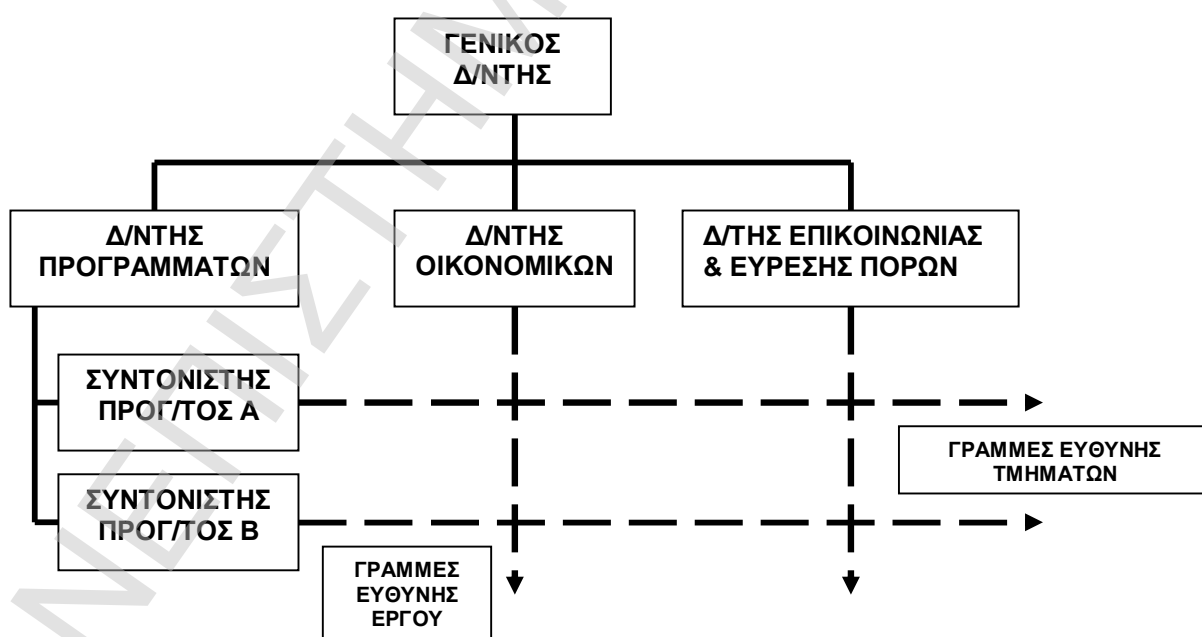 ΓΕΝΙΚΟΣ
Δ/ΝΤΗΣ
Δ/ΝΤΗΣ
ΠΡΟΓΡΑΜΜΑΤΩΝ
Δ/ΝΤΗΣ
ΟΙΚΟΝΟΜΙΚΩΝ
Δ/ΤΗΣ ΕΠΙΚΟΙΝΩΝΙΑΣ
& ΕΥΡΕΣΗΣ ΠΟΡΩΝ
ΣΥΝΤΟΝΙΣΤΗΣ
ΠΡΟΓ/ΤΟΣ Α
ΓΡΑΜΜΕΣ ΕΥΘΥΝΗΣ
ΤΜΗΜΑΤΩΝ
ΣΥΝΤΟΝΙΣΤΗΣ
ΠΡΟΓ/ΤΟΣ Β
ΓΡΑΜΜΕΣ
ΕΥΘΥΝΗΣ
ΕΡΓΟΥ